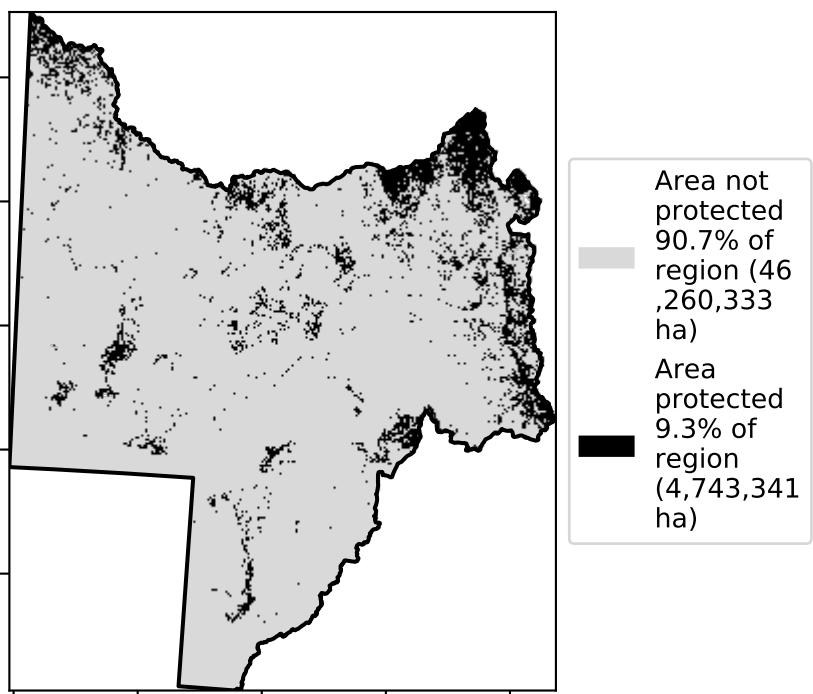 Area not
protected
90.7% of
region (46
,260,333
ha)
Area
protected
9.3% of
region
(4,743,341
ha)